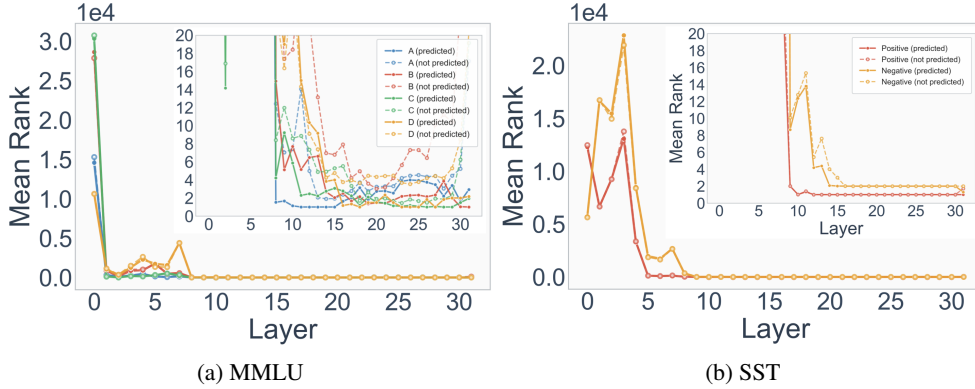 1e4
Mean Rank
3.0
2.5
2.0
1.5
1.0
0.5
0.0
0 5 10 15 20 25 30
Layer
20
18
16
14
12
10
8
6
4
2
0
0 5 10 15 20 25 30
A (predicted)
A (not predicted)
B (predicted)
B (not predicted)
C (predicted)
C (not predicted)
D (predicted)
D (not predicted)
(a) MMLU
1e4
Mean Rank
2.0
1.5
1.0
0.5
0.0
0 5 10 15 20 25 30
Layer
Mean Rank
20
18
16
14
12
10
8
6
4
2
0
0 5 10 15 20 25 30
Layer
Positive (predicted)
Positive (not predicted)
Negative (predicted)
Negative (not predicted)
(b) SST